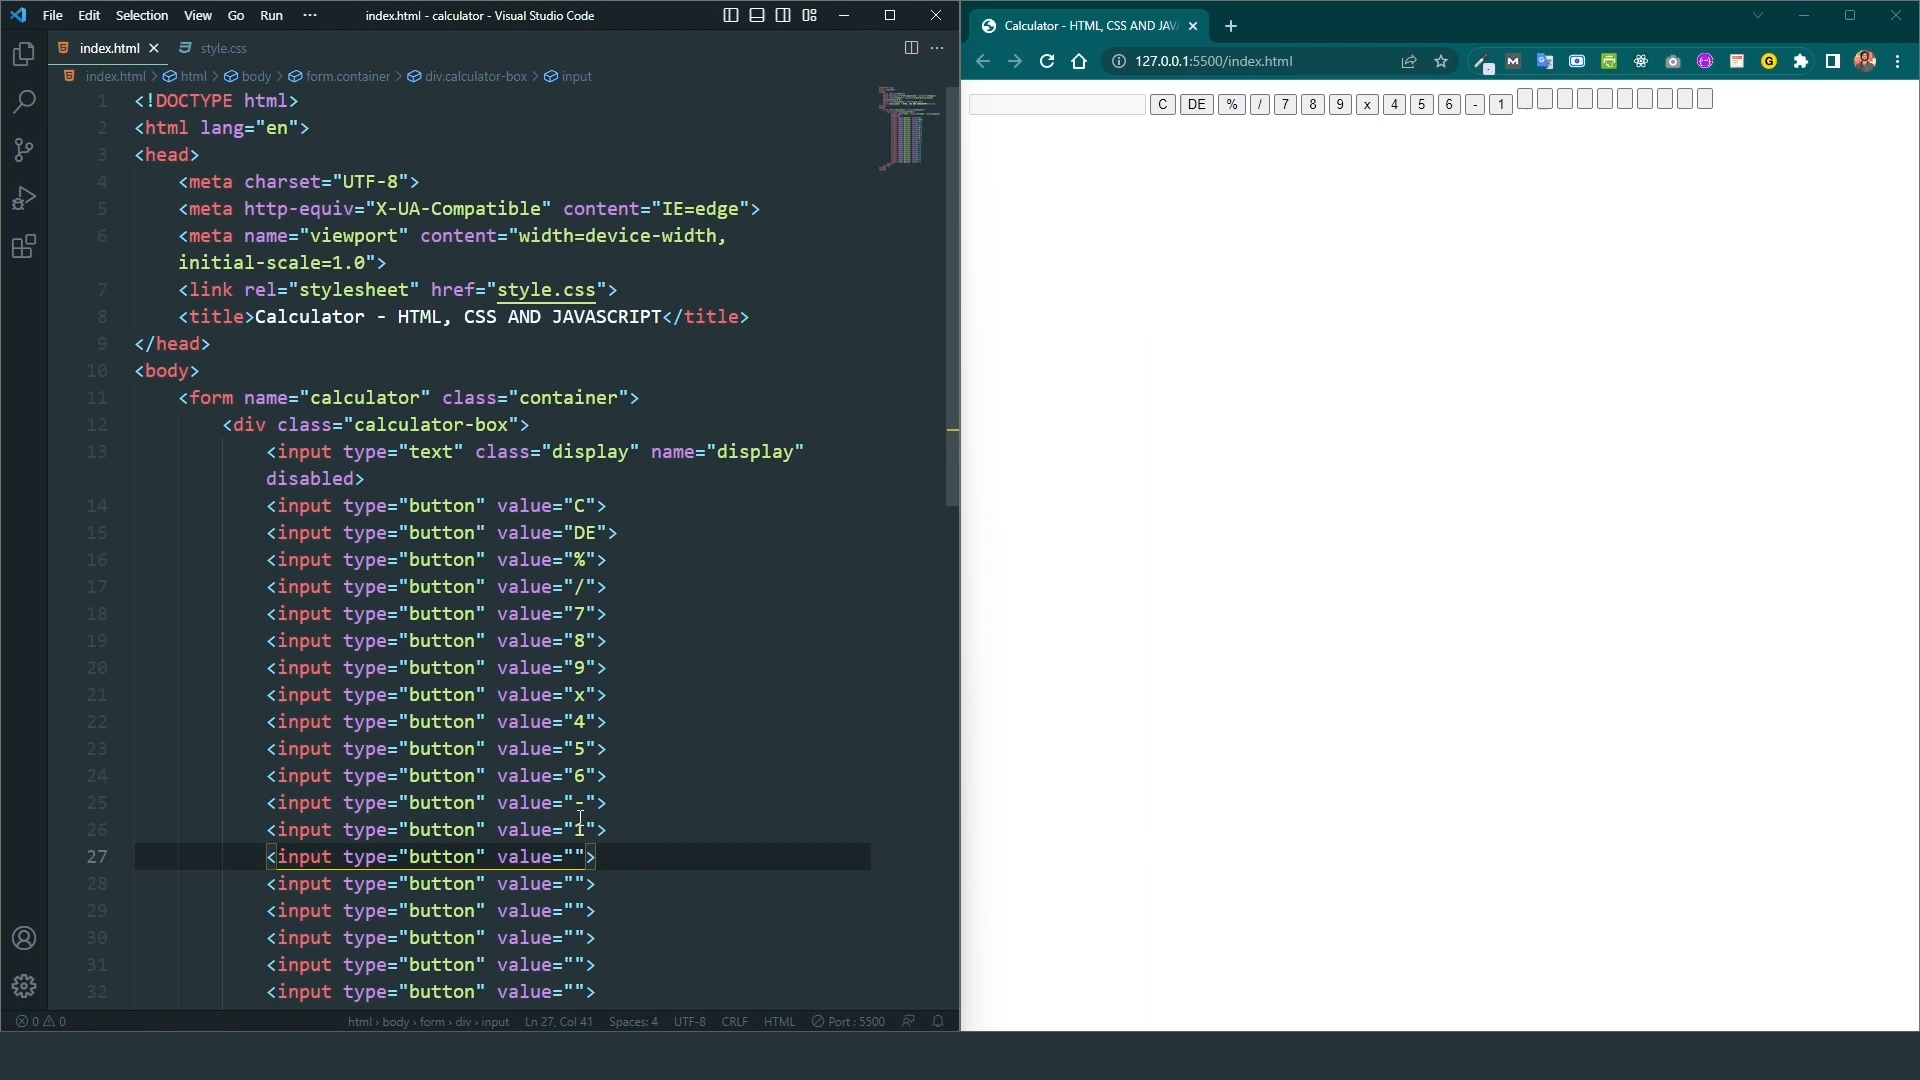 File Edit Selection View Go Run ··· index.html - calculator - Visual Studio Code
index.html style.css
index.html > html > body > form.container > div.calculator-box > input
1 <!DOCTYPE html>
2 <html lang="en">
3 <head>
4 <meta charset="UTF-8">
5 <meta http-equiv="X-UA-Compatible" content="IE=edge">
6 <meta name="viewport" content="width=device-width,
initial-scale=1.0">
7 <link rel="stylesheet" href="style.css">
8 <title>Calculator - HTML, CSS AND JAVASCRIPT</title>
9 </head>
10 <body>
11 <form name="calculator" class="container">
12 <div class="calculator-box">
13 <input type="text" class="display" name="display"
disabled>
14 <input type="button" value="C">
15 <input type="button" value="DE">
16 <input type="button" value="%">
17 <input type="button" value="/">
18 <input type="button" value="7">
19 <input type="button" value="8">
20 <input type="button" value="9">
21 <input type="button" value="x">
22 <input type="button" value="4">
23 <input type="button" value="5">
24 <input type="button" value="6">
25 <input type="button" value="-">
26 <input type="button" value="1">
27 <input type="button" value="">
28 <input type="button" value="">
29 <input type="button" value="">
30 <input type="button" value="">
31 <input type="button" value="">
32 <input type="button" value="">
0 0 html > body > form > div > input Ln 27, Col 41 Spaces: 4 UTF-8 CRLF HTML Port : 5500
Calculator - HTML, CSS AND JAV
127.0.0.1:5500/index.html
C DE % / 7 8 9 x 4 5 6 - 1